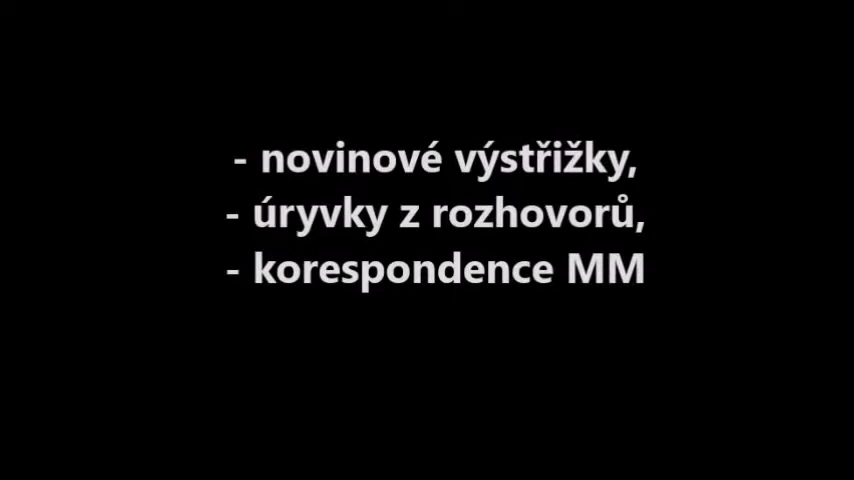 - novinové výstřižky,
- úryvky z rozhovorů,
- korespondence MM